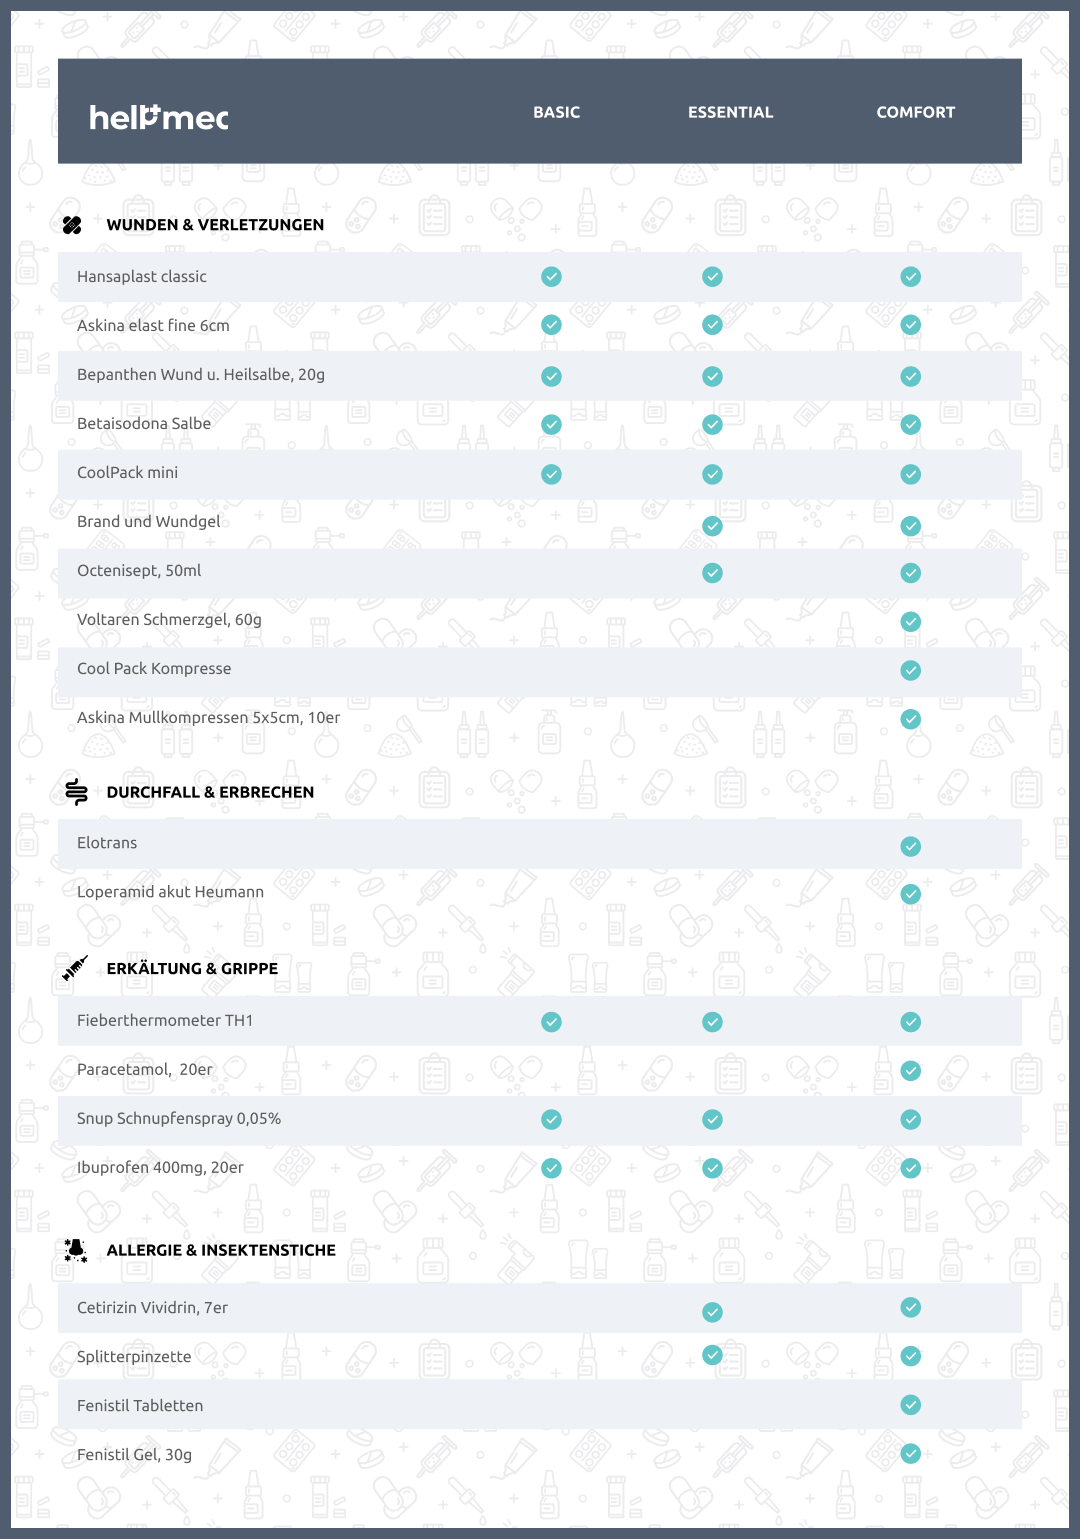 helpmed
BASIC ESSENTIAL COMFORT
WUNDEN & VERLETZUNGEN
Hansaplast classic
Askina elast fine 6cm
Bepanthen Wund u. Heilsalbe, 20g
Betaisodona Salbe
CoolPack mini
Brand und Wundgel
Octenisept, 50ml
Voltaren Schmerzgel, 60g
Cool Pack Kompresse
Askina Mullkompressen 5x5cm, 10er
DURCHFALL & ERBRECHEN
Elotrans
Loperamid akut Heumann
ERKÄLTUNG & GRIPPE
Fieberthermometer TH1
Paracetamol, 20er
Snup Schnupfenspray 0,05%
Ibuprofen 400mg, 20er
ALLERGIE & INSEKTENSTICHE
Cetirizin Vividrin, 7er
Splitterpinzette
Fenistil Tabletten
Fenistil Gel, 30g